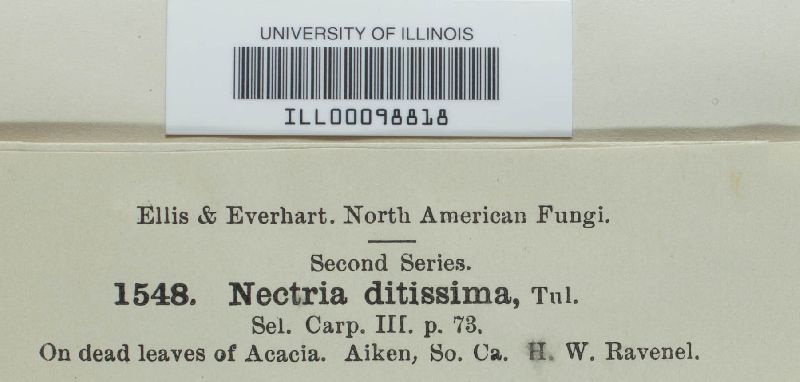 UNIVERSITY OF ILLINOIS
ILL00098818
Ellis & Everhart. North American Fungi.
Second Series.
1548. Nectria ditissima, Tul.
Sel. Carp. III. p. 73.
On dead leaves of Acacia. Aiken, So. Ca. H. W. Ravenel.